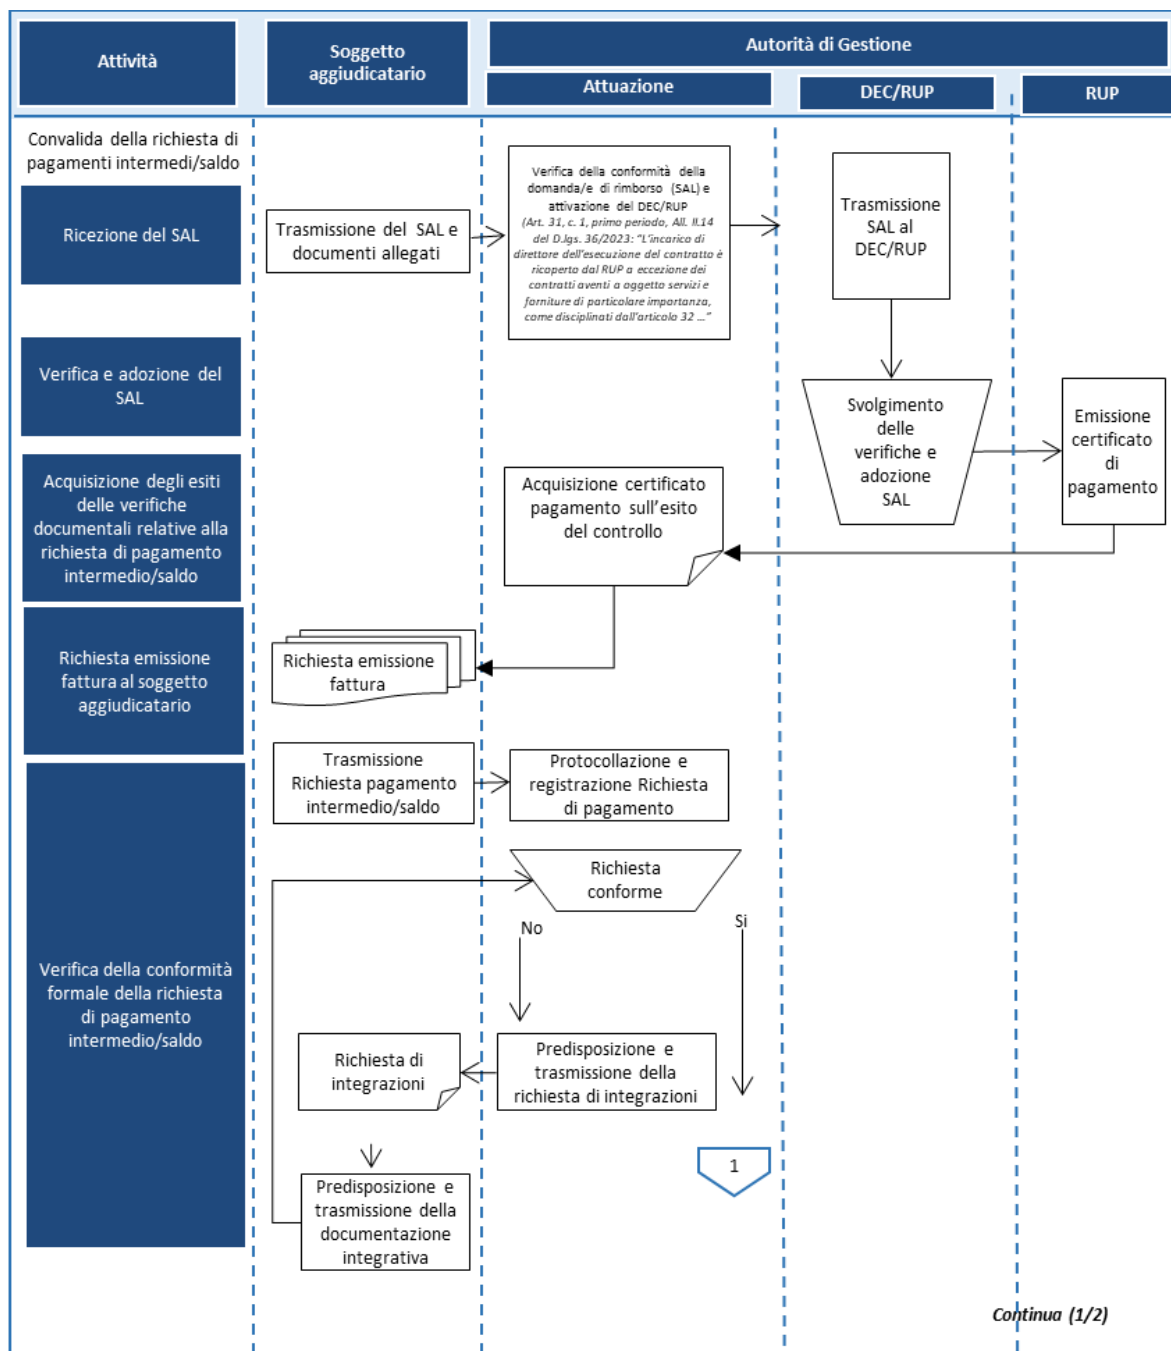 Attività
Soggetto
aggiudicatario
Autorità di Gestione
Attuazione
DEC/RUP
RUP
Convalida della richiesta di
pagamenti intermedi/saldo
Ricezione del SAL
Trasmissione del SAL e
documenti allegati
Verifica della conformità della
domanda/e di rimborso (SAL) e
attivazione del DEC/RUP
(Art. 31, c. 1, primo periodo, All. II.14
del D.lgs. 36/2023: “L'incarico di
direttore dell'esecuzione del contratto è
ricoperto dal RUP a eccezione dei
contratti aventi a oggetto servizi e
forniture di particolare importanza,
come disciplinati dall'articolo 32 …”
Trasmissione
SAL al
DEC/RUP
Verifica e adozione del
SAL
Svolgimento
delle
verifiche e
adozione
SAL
Emissione
certificato
di
pagamento
Acquisizione degli esiti
delle verifiche
documentali relative alla
richiesta di pagamento
intermedio/saldo
Acquisizione certificato
pagamento sull'esito
del controllo
Richiesta emissione
fattura al soggetto
aggiudicatario
Richiesta emissione
fattura
Trasmissione
Richiesta pagamento
intermedio/saldo
Protocollazione e
registrazione Richiesta
di pagamento
Richiesta
conforme
No
Si
Verifica della conformità
formale della richiesta
di pagamento
intermedio/saldo
Richiesta di
integrazioni
Predisposizione e
trasmissione della
richiesta di integrazioni
1
Predisposizione e
trasmissione della
documentazione
integrativa
Continua (1/2)